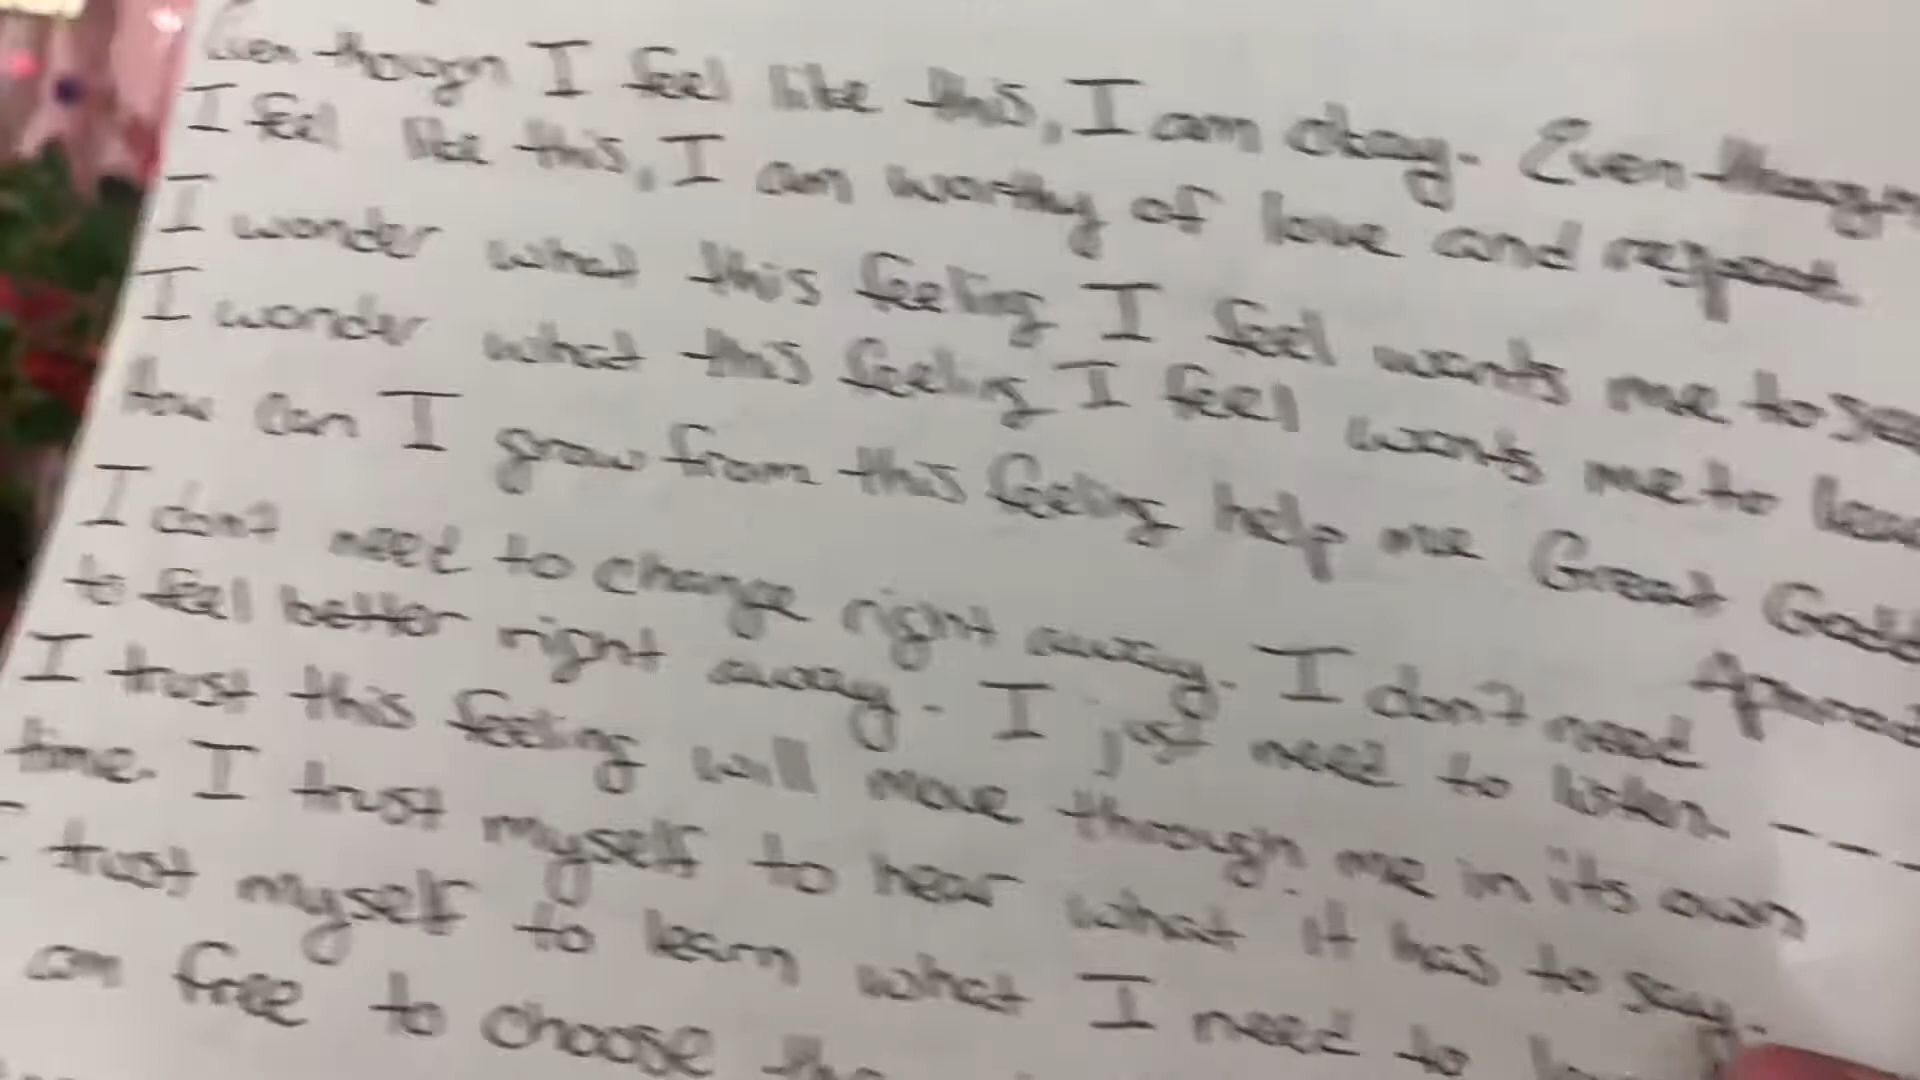 Even though I feel like this, I am okay. Even though
I feel like this, I am worthy of love and respect.
I wonder what this feeling I feel wants me to see
I wonder what this feeling I feel wants me to
How can I grow from this feeling help me Great
I don't need to change right away. I don't need
to feel better right away. I just need to listen. ---
I trust this feeling will move through me in its own
time. I trust myself to hear what it has to say.
trust myself to learn what I need to
am free to choose